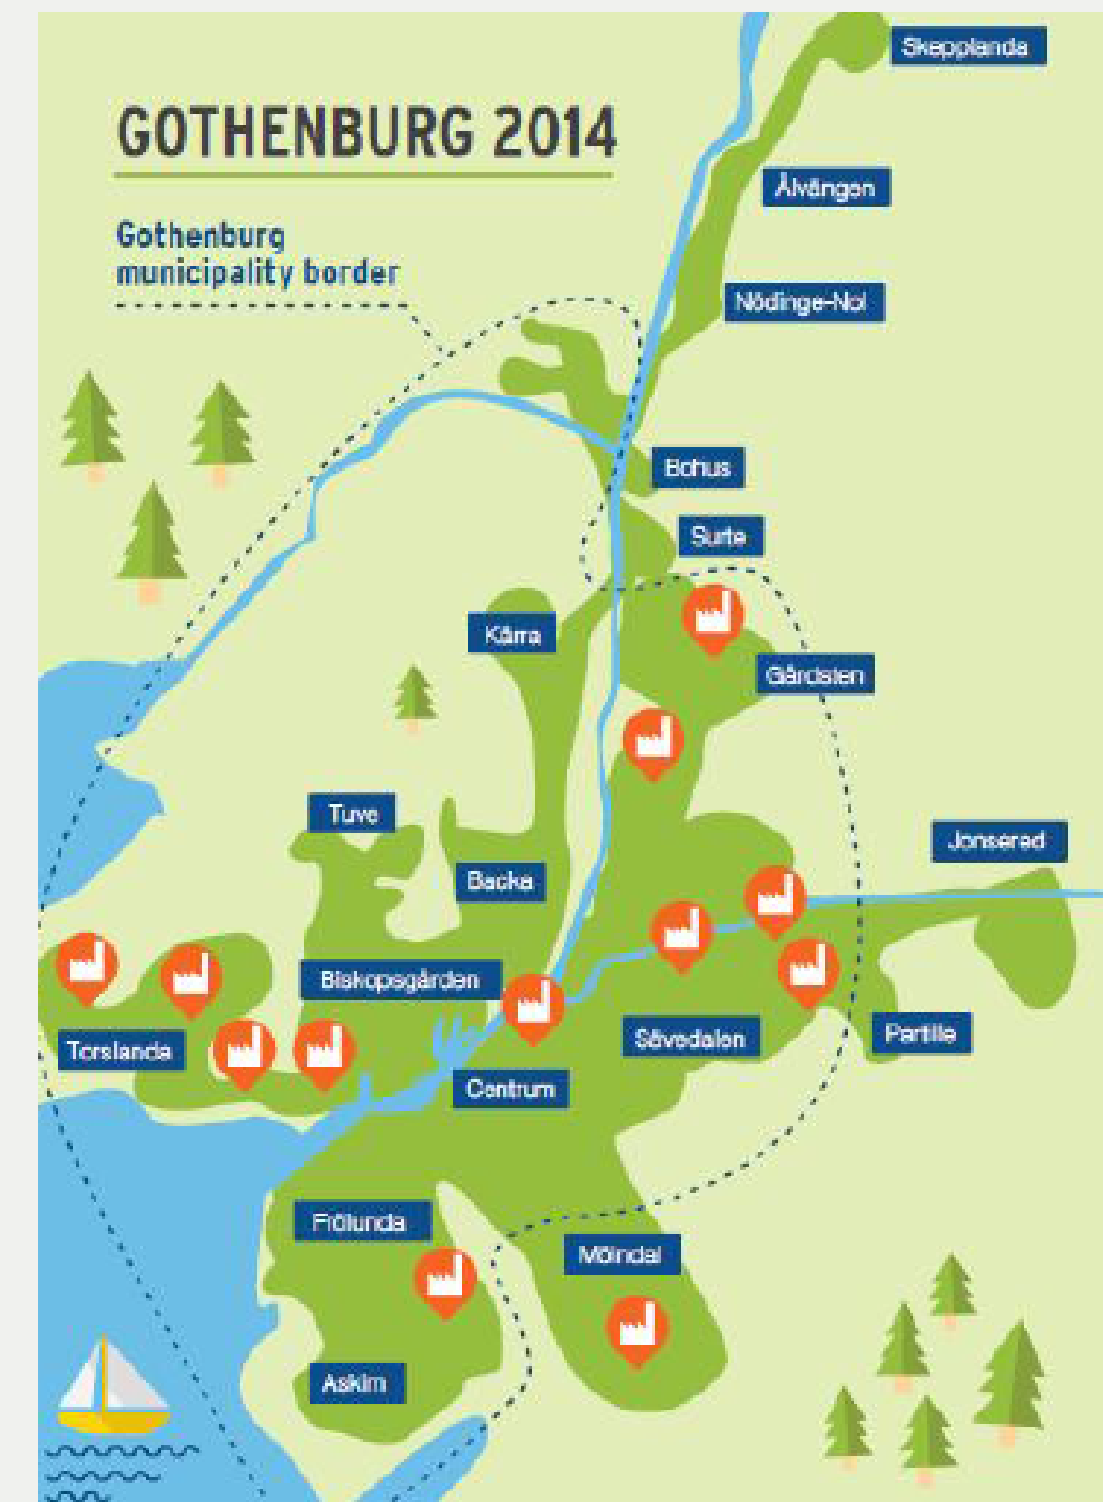 Skepplanda
GOTHENBURG 2014
Älvängen
Gothenburg
municipality border
Nödinge-Nol
Bohus
Surte
Kärra
Gårdsten
Tuve
Jonsered
Backa
Biskopsgården
Torslanda
Sävedalen
Partille
Centrum
Frölunda
Mölndal
Askim